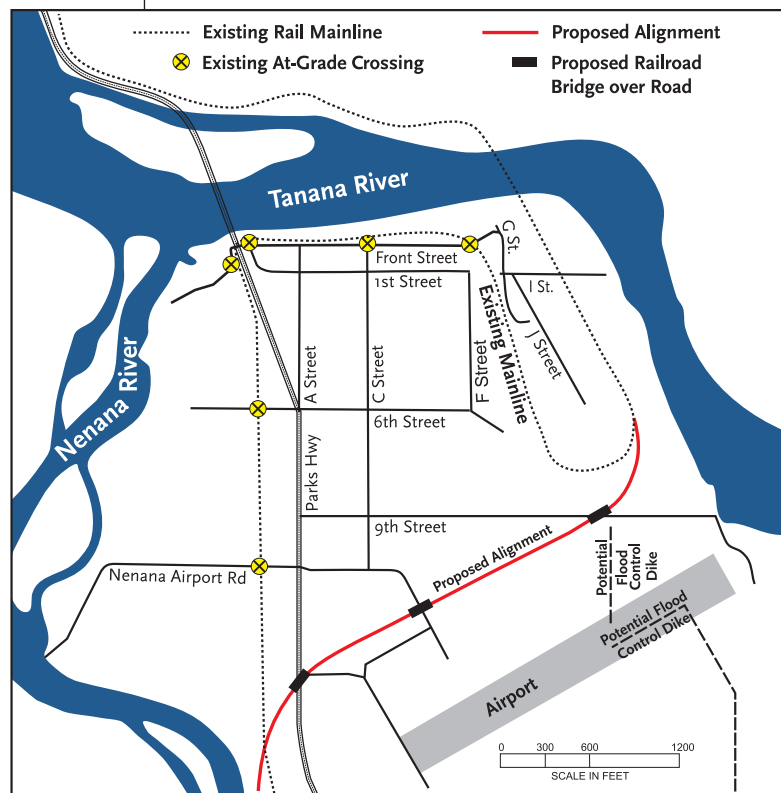 Existing Rail Mainline
Proposed Alignment
Existing At-Grade Crossing
Proposed Railroad
Bridge over Road
Tanana River
G St.
Front Street
1st Street
I St.
Existing Mainline
J Street
A Street
C Street
F Street
Nenana River
6th Street
Parks Hwy
9th Street
Proposed Alignment
Nenana Airport Rd
Potential
Flood
Control
Dike
Potential Flood
Control Dike
Airport
0 300 600 1200
SCALE IN FEET